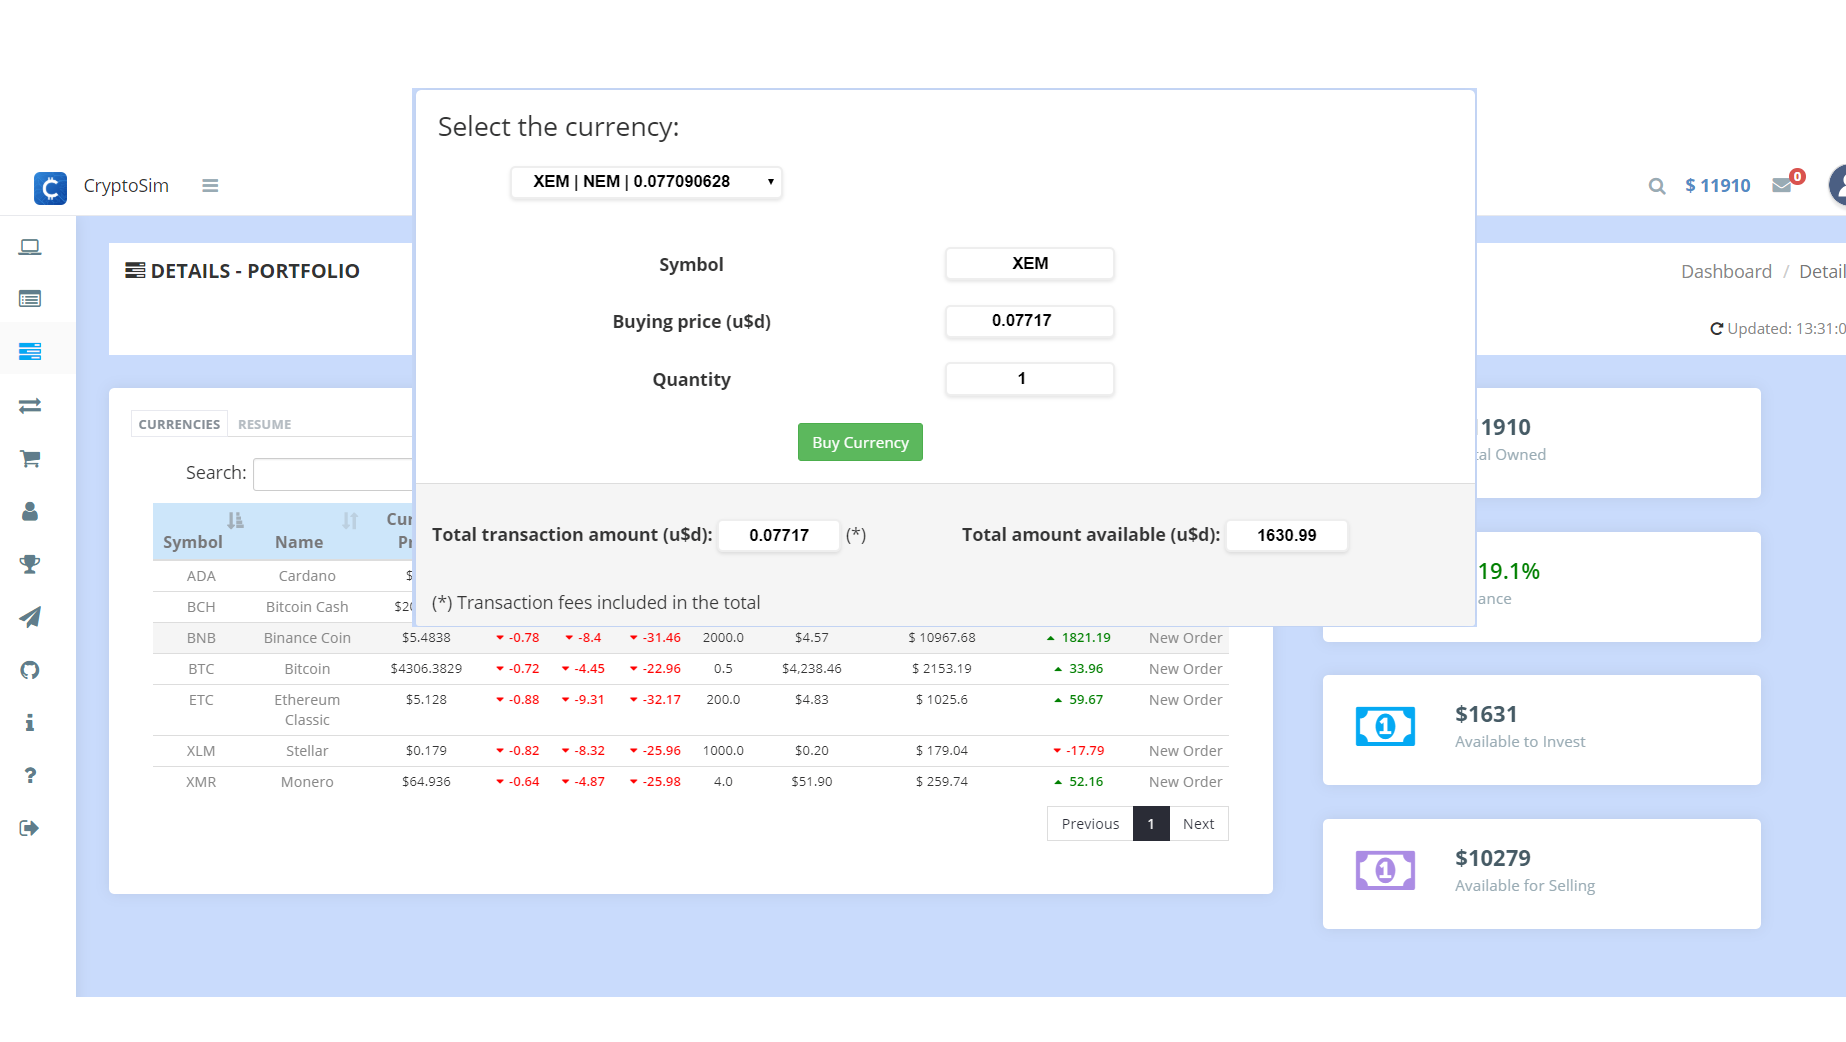 Select the currency:
XEM | NEM | 0.077090628
CryptoSim
$ 11910
0
Symbol
XEM
DETAILS - PORTFOLIO
Dashboard / Detail
Buying price (u$d)
0.07717
Updated: 13:31:0
Quantity
1
CURRENCIES
RESUME
1910
Buy Currency
Owned
Search:
Total transaction amount (u$d): 0.07717 (*)
Total amount available (u$d): 1630.99
Symbol
Name
19.1%
ADA Cardano $
(*) Transaction fees included in the total
BCH Bitcoin Cash
BNB Binance Coin $5.4838 -0.78 -8.4 -31.46 2000.0 $4.57 $ 10967.68 1821.19 New Order
BTC Bitcoin $4306.3829 -0.72 -4.45 -22.96 0.5 $4,238.46 $ 2153.19 33.96 New Order
ETC Ethereum Classic $5.128 -0.88 -9.31 -32.17 200.0 $4.83 $ 1025.6 59.67 New Order
XLM Stellar $0.179 -0.82 -8.32 -25.96 1000.0 $0.20 $ 179.04 -17.79 New Order
XMR Monero $64.936 -0.64 -4.87 -25.98 4.0 $51.90 $ 259.74 52.16 New Order
Previous 1 Next
$1631
Available to Invest
$10279
Available for Selling